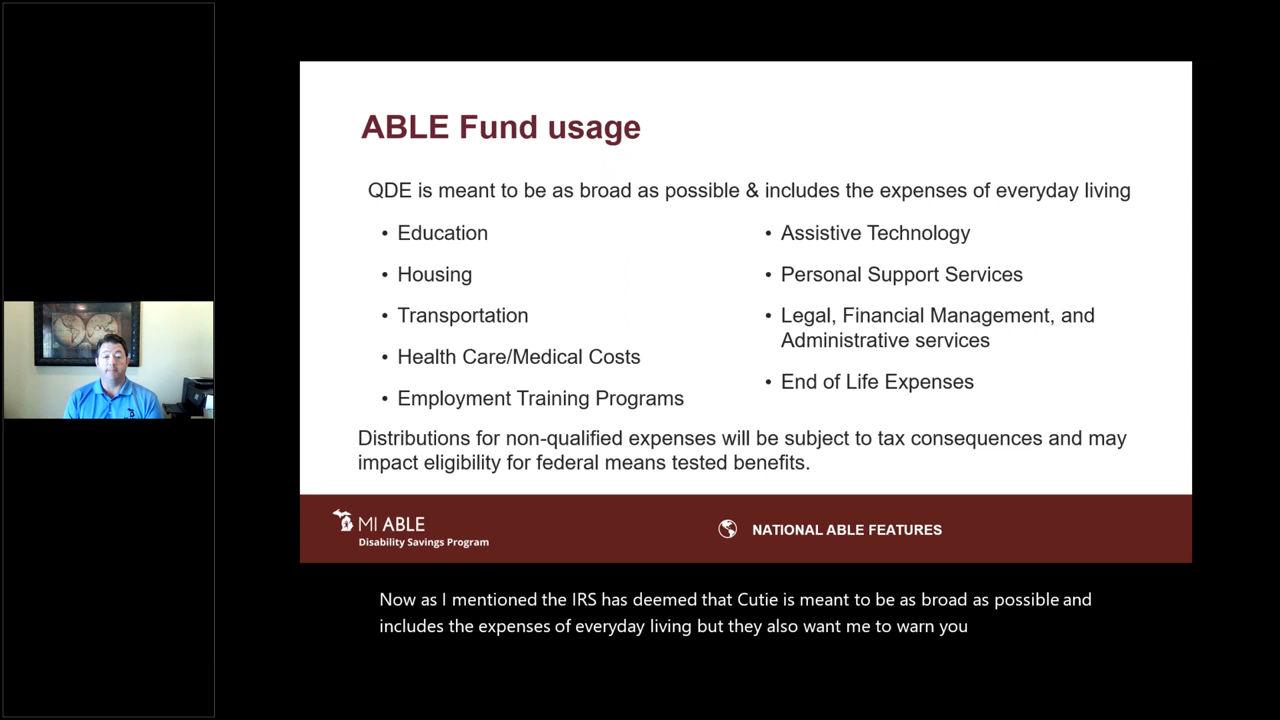 ABLE Fund usage
QDE is meant to be as broad as possible & includes the expenses of everyday living
• Education
• Housing
• Transportation
• Health Care/Medical Costs
• Employment Training Programs
• Assistive Technology
• Personal Support Services
• Legal, Financial Management, and
Administrative services
• End of Life Expenses
Distributions for non-qualified expenses will be subject to tax consequences and may
impact eligibility for federal means tested benefits.
MI ABLE
Disability Savings Program
NATIONAL ABLE FEATURES
Now as I mentioned the IRS has deemed that Cutie is meant to be as broad as possible and
includes the expenses of everyday living but they also want me to warn you